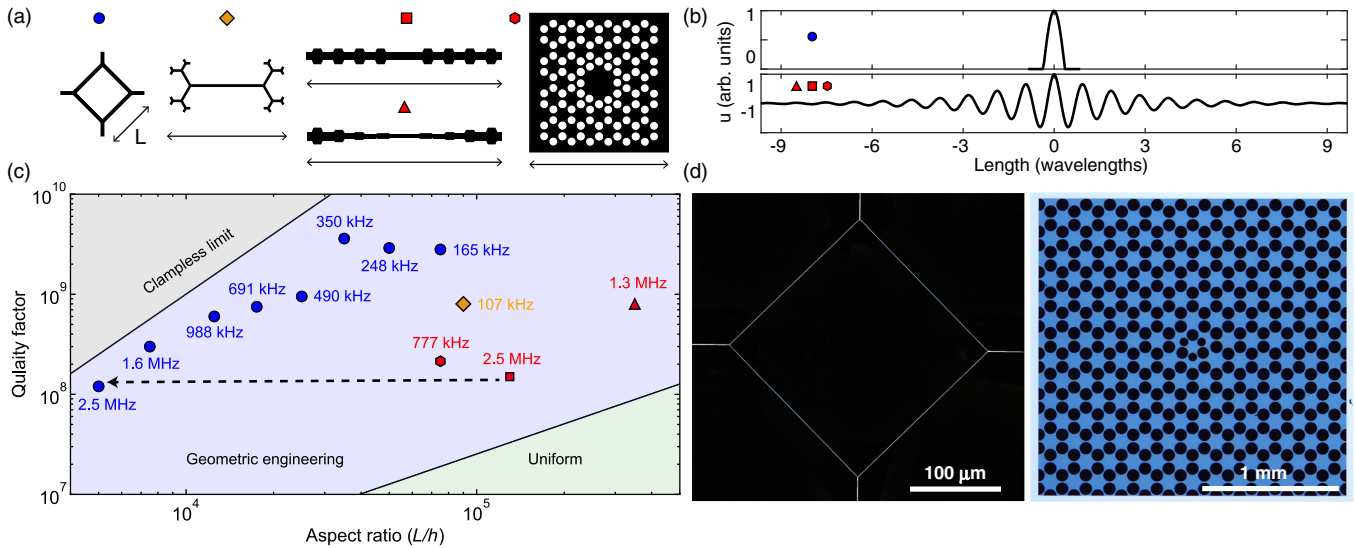 (a)
L
(b)
u (arb. units)
1
0
1
-1
-9 -6 -3 0 3 6 9
Length (wavelengths)
(c)
Qulaity factor
10^10
10^9
10^8
10^7
Clampless limit
350 kHz
248 kHz
165 kHz
691 kHz
490 kHz
988 kHz
1.6 MHz
2.5 MHz
107 kHz
777 kHz
2.5 MHz
1.3 MHz
Geometric engineering
Uniform
10^4 10^5
Aspect ratio (L/h)
(d)
100 μm
1 mm